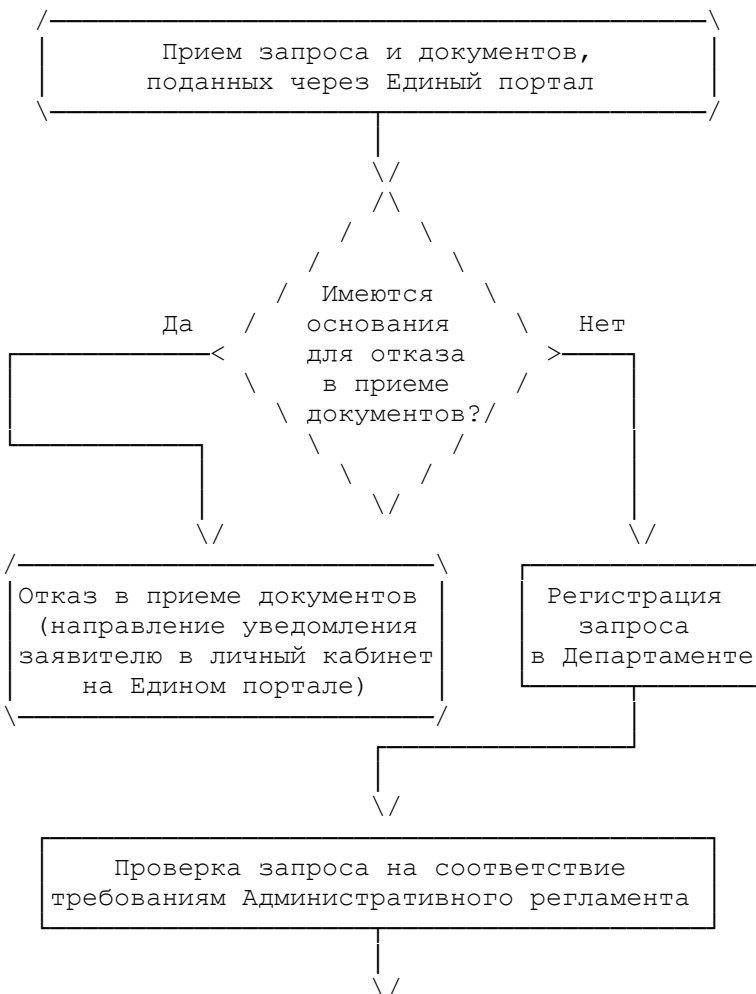 Прием запроса и документов,
поданных через Единый портал
Имеются
Да
основания
Нет
для отказа
в приеме
документов?
Отказ в приеме документов
(направление уведомления
заявителю в личный кабинет
на Едином портале)
Регистрация
запроса
в Департаменте
Проверка запроса на соответствие
требованиям Административного регламента